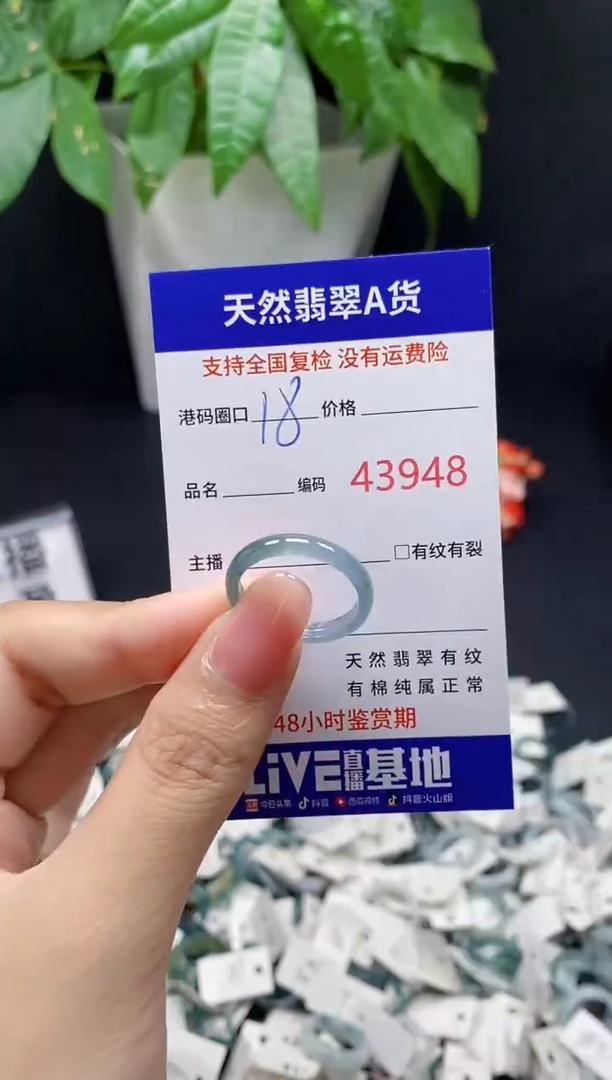 天然翡翠A货
支持全国复检 没有运费险
港码圈口 18 价格
品名 编码 43948
主播 □有纹有裂
天然翡翠有纹
有棉纯属正常
48小时鉴赏期
LiVE直播基地
今日头条 抖音 西瓜视频 抖音火山版
播